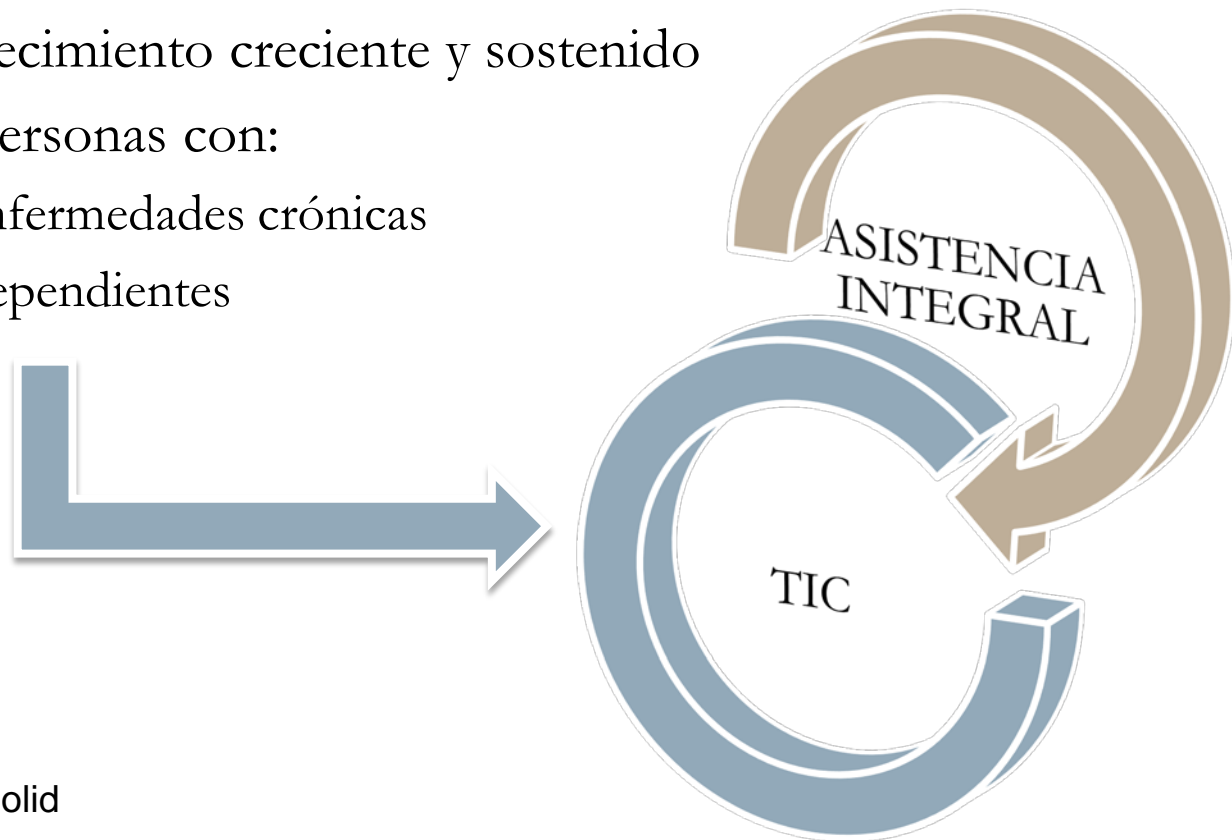 ecimiento creciente y sostenido
ersonas con:
nfermedades crónicas
ependientes
ASISTENCIA
INTEGRAL
TIC
olid